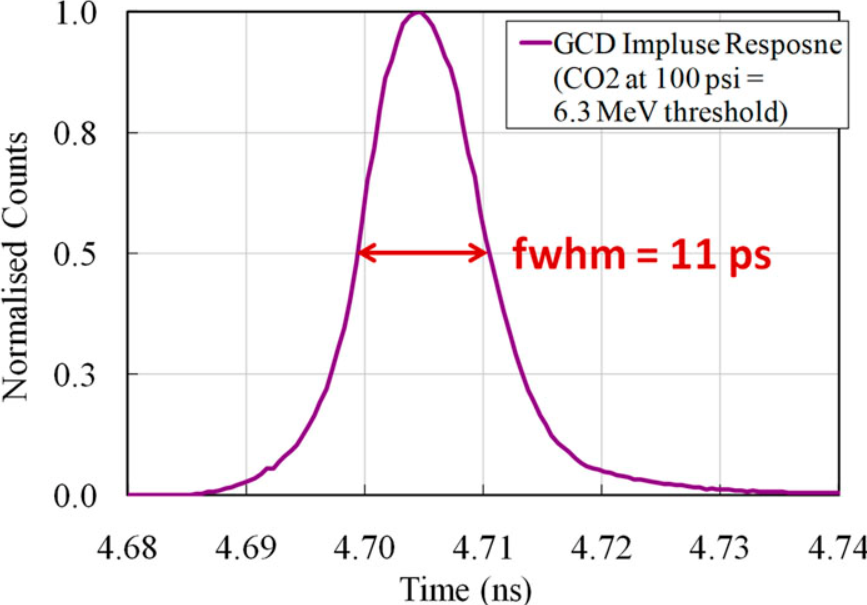 1.0
0.8
0.5
0.3
0.0
Normalised Counts
GCD Impluse Resposne
(CO2 at 100 psi =
6.3 MeV threshold)
fwhm = 11 ps
4.68 4.69 4.70 4.71 4.72 4.73 4.74
Time (ns)